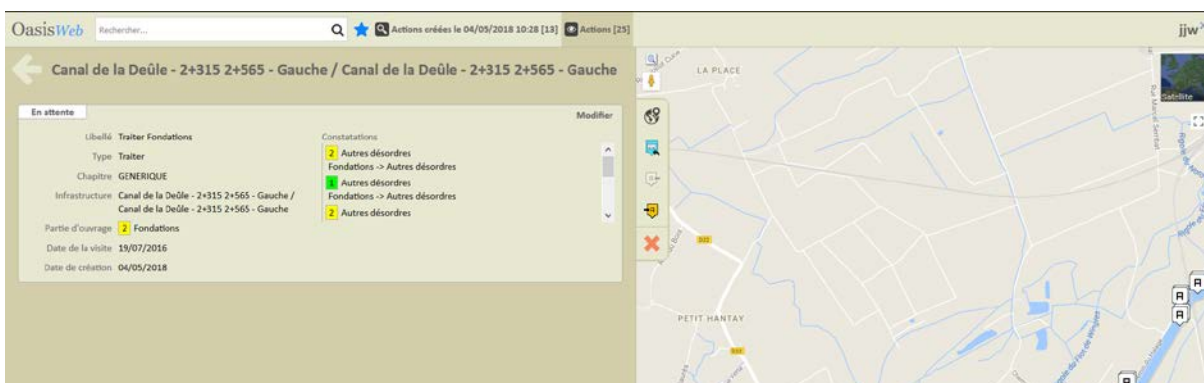 OasisWeb
Rechercher...
Actions créées le 04/05/2018 10:28 [13]
Actions [25]
jjw
Canal de la Deûle - 2+315 2+565 - Gauche / Canal de la Deûle - 2+315 2+565 - Gauche
En attente
Modifier
Libellé Traiter Fondations
Type Traiter
Chapitre GENERIQUE
Infrastructure Canal de la Deûle - 2+315 2+565 - Gauche /
Canal de la Deûle - 2+315 2+565 - Gauche
Partie d'ouvrage 2 Fondations
Date de la visite 19/07/2016
Date de création 04/05/2018
Constatations
2 Autres désordres
Fondations -> Autres désordres
1 Autres désordres
Fondations -> Autres désordres
2 Autres désordres
LA PLACE
Satellite
Rue Marcel Sembat
D22
PETIT HANTAY
A
A
A
A